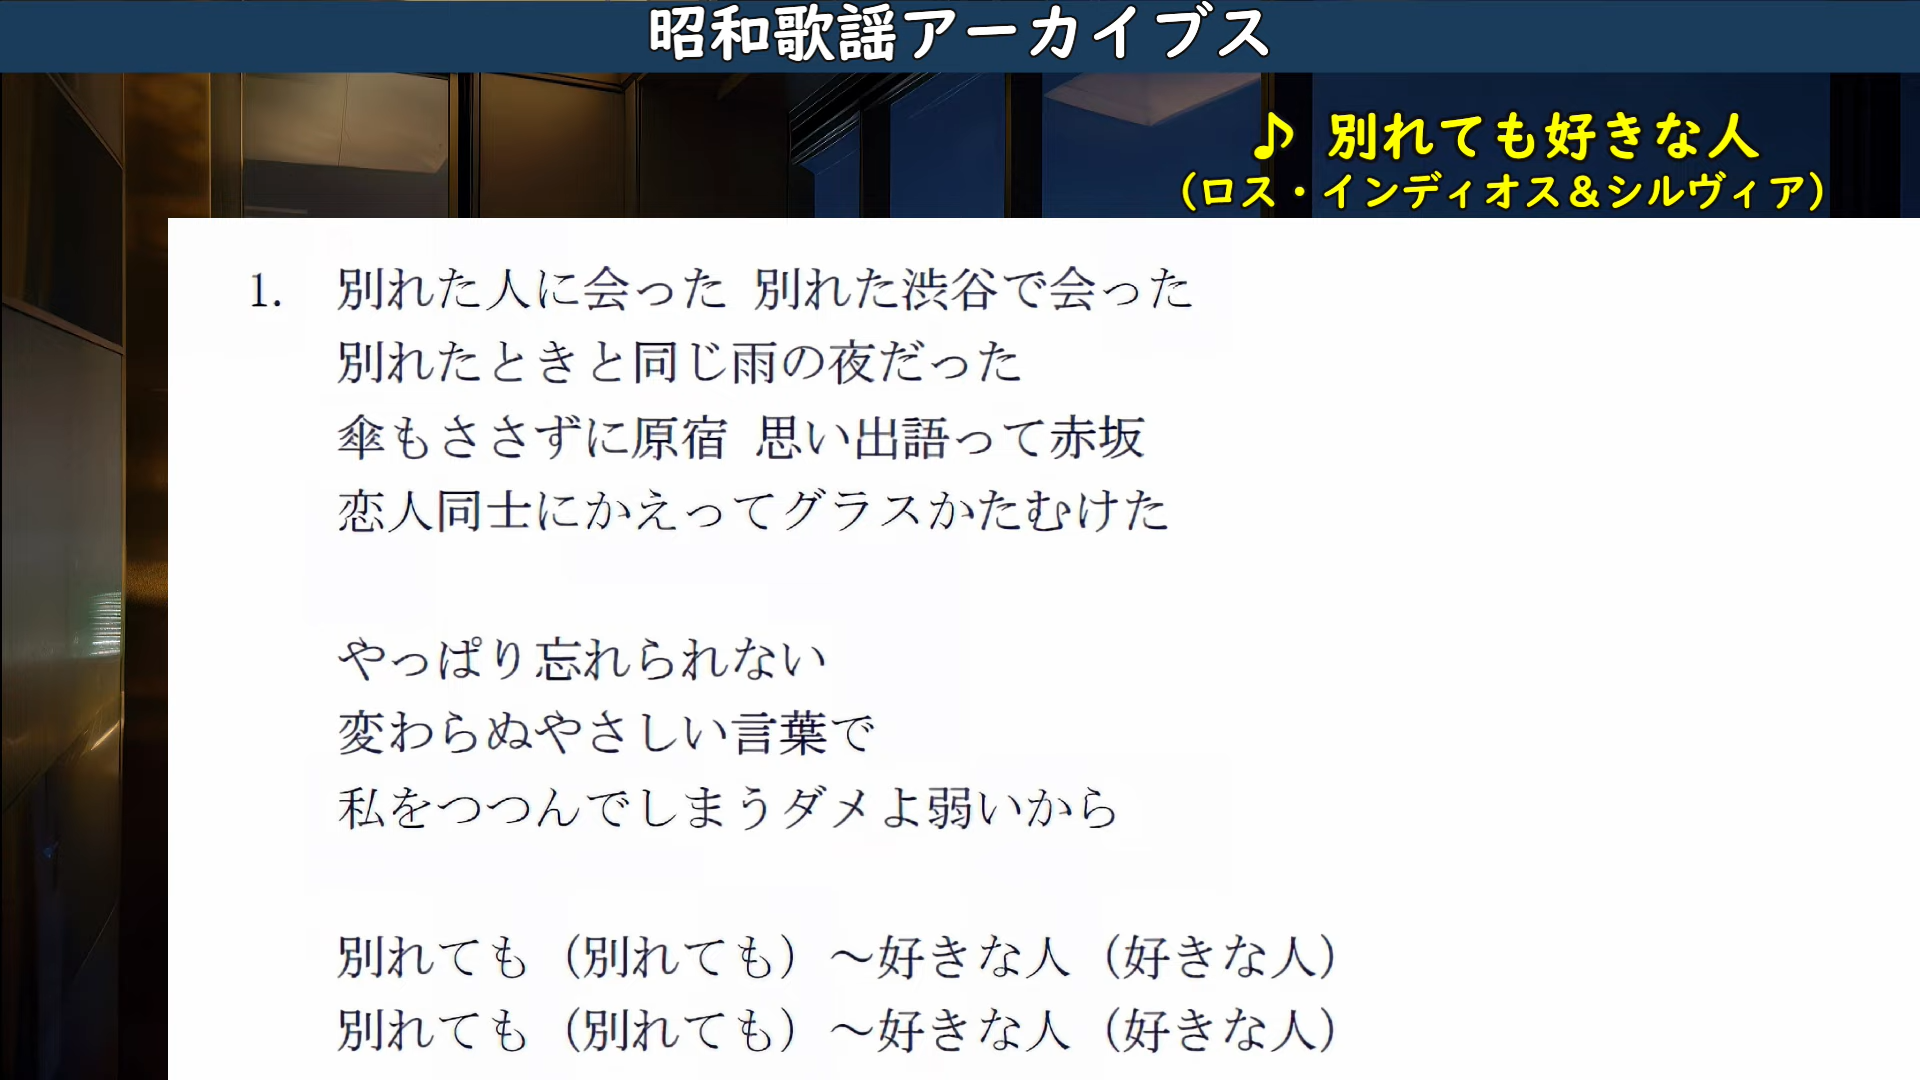 昭和歌謡アーカイブス
♪ 別れても好きな人
（ロス・インディオス＆シルヴィア）
1. 別れた人に会った 別れた渋谷で会った
別れたときと同じ雨の夜だった
傘もささずに原宿 思い出語って赤坂
恋人同士にかえってグラスかたむけた
やっぱり忘れられない
変わらぬやさしい言葉で
私をつつんでしまうダメよ弱いから
別れても（別れても）～好きな人（好きな人）
別れても（別れても）～好きな人（好きな人）